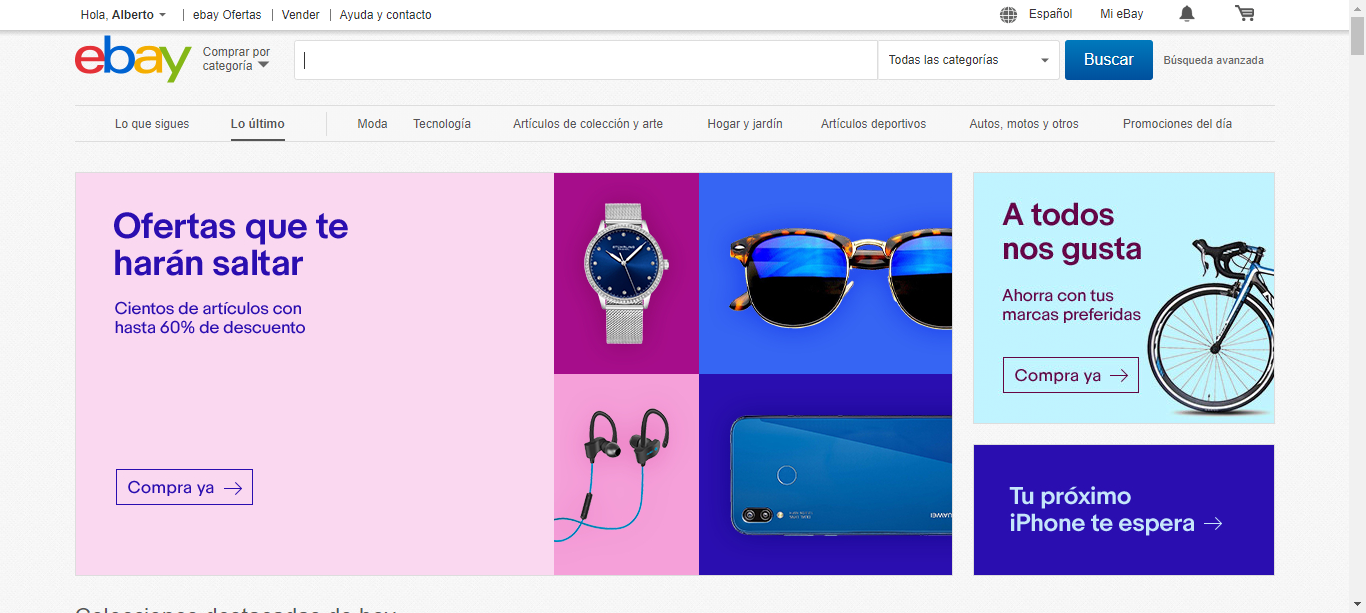 Hola, Alberto
ebay Ofertas
Vender
Ayuda y contacto
Español
Mi eBay
ebay
Comprar por
categoría
Todas las categorías
Buscar
Búsqueda avanzada
Lo que sigues
Lo último
Moda
Tecnología
Artículos de colección y arte
Hogar y jardín
Artículos deportivos
Autos, motos y otros
Promociones del día
Ofertas que te
harán saltar
Cientos de artículos con
hasta 60% de descuento
Compra ya
STUHRLING
HUAWEI
A todos
nos gusta
Ahorra con tus
marcas preferidas
Compra ya
Tu próximo
iPhone te espera